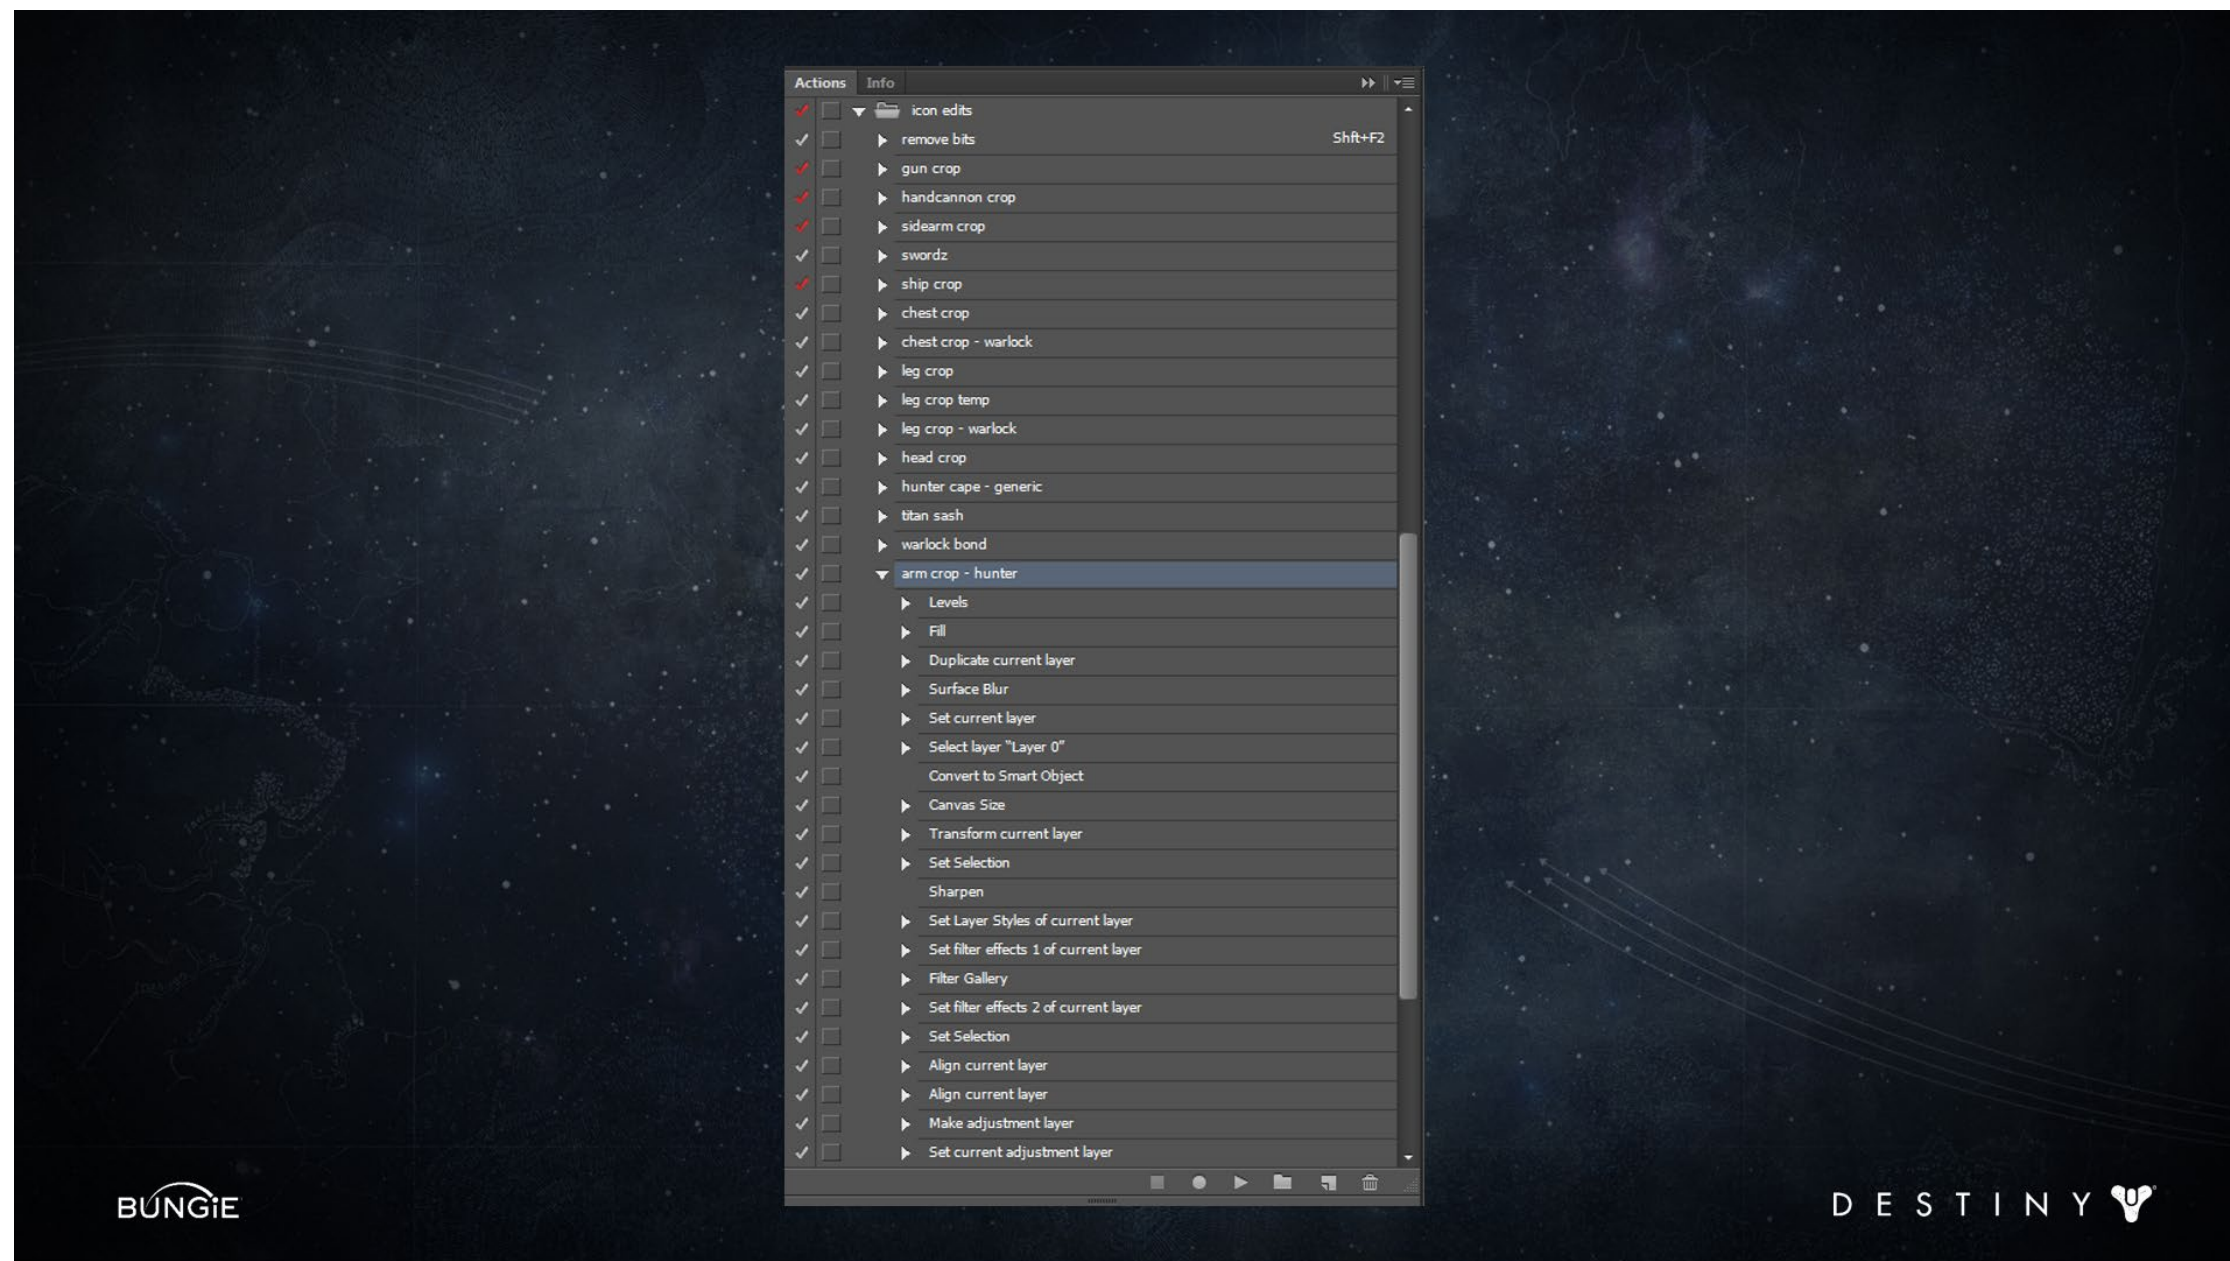 Actions Info
icon edits
remove bits Shft+F2
gun crop
handcannon crop
sidearm crop
swordz
ship crop
chest crop
chest crop - warlock
leg crop
leg crop temp
leg crop - warlock
head crop
hunter cape - generic
titan sash
warlock bond
arm crop - hunter
Levels
Fill
Duplicate current layer
Surface Blur
Set current layer
Select layer "Layer 0"
Convert to Smart Object
Canvas Size
Transform current layer
Set Selection
Sharpen
Set Layer Styles of current layer
Set filter effects 1 of current layer
Filter Gallery
Set filter effects 2 of current layer
Set Selection
Align current layer
Align current layer
Make adjustment layer
Set current adjustment layer
BUNGiE
DESTINY